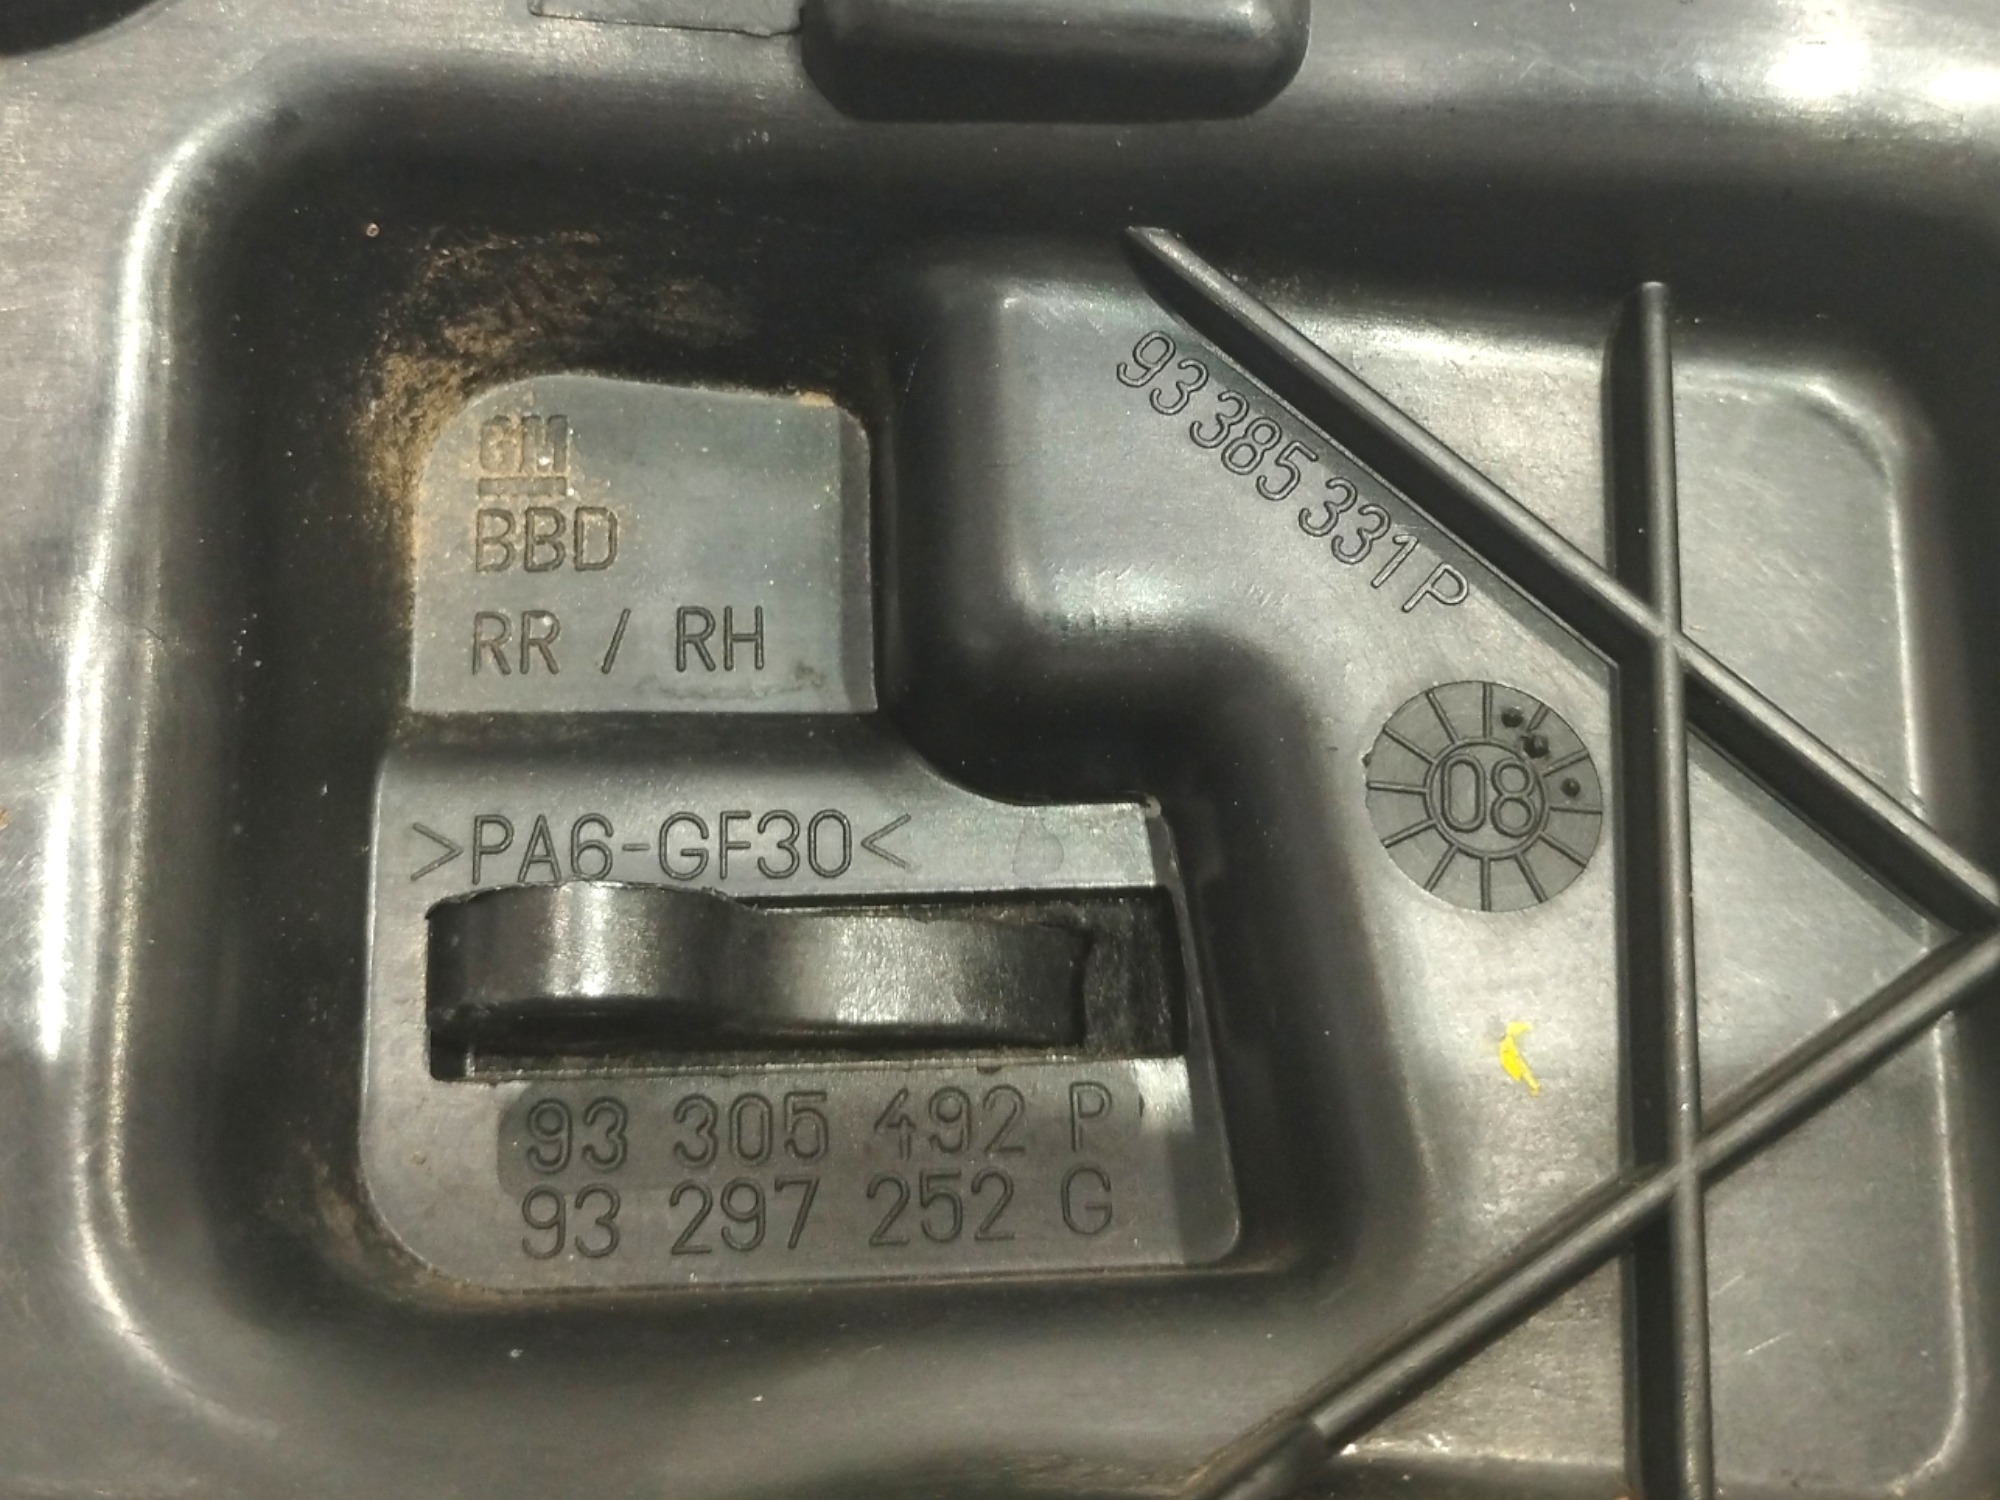 GM
BBD
RR / RH
>PA6-GF30<
93 305 492 P
93 297 252 G
93 385 331 P
08